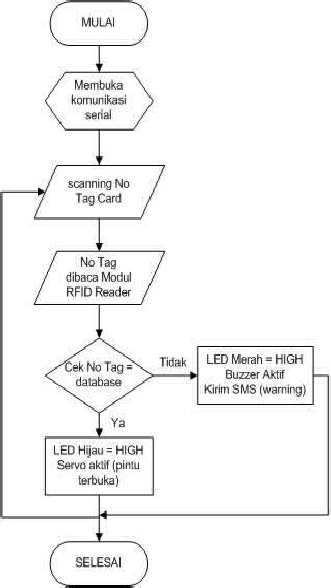 MULAI
Membuka
komunikasi
serial
scanning No
Tag Card
No Tag
dibaca Modul
RFID Reader
Cek No Tag =
database
Tidak
LED Merah = HIGH
Buzzer Aktif
Kirim SMS (warning)
Ya
LED Hijau = HIGH
Servo aktif (pintu
terbuka)
SELESAI